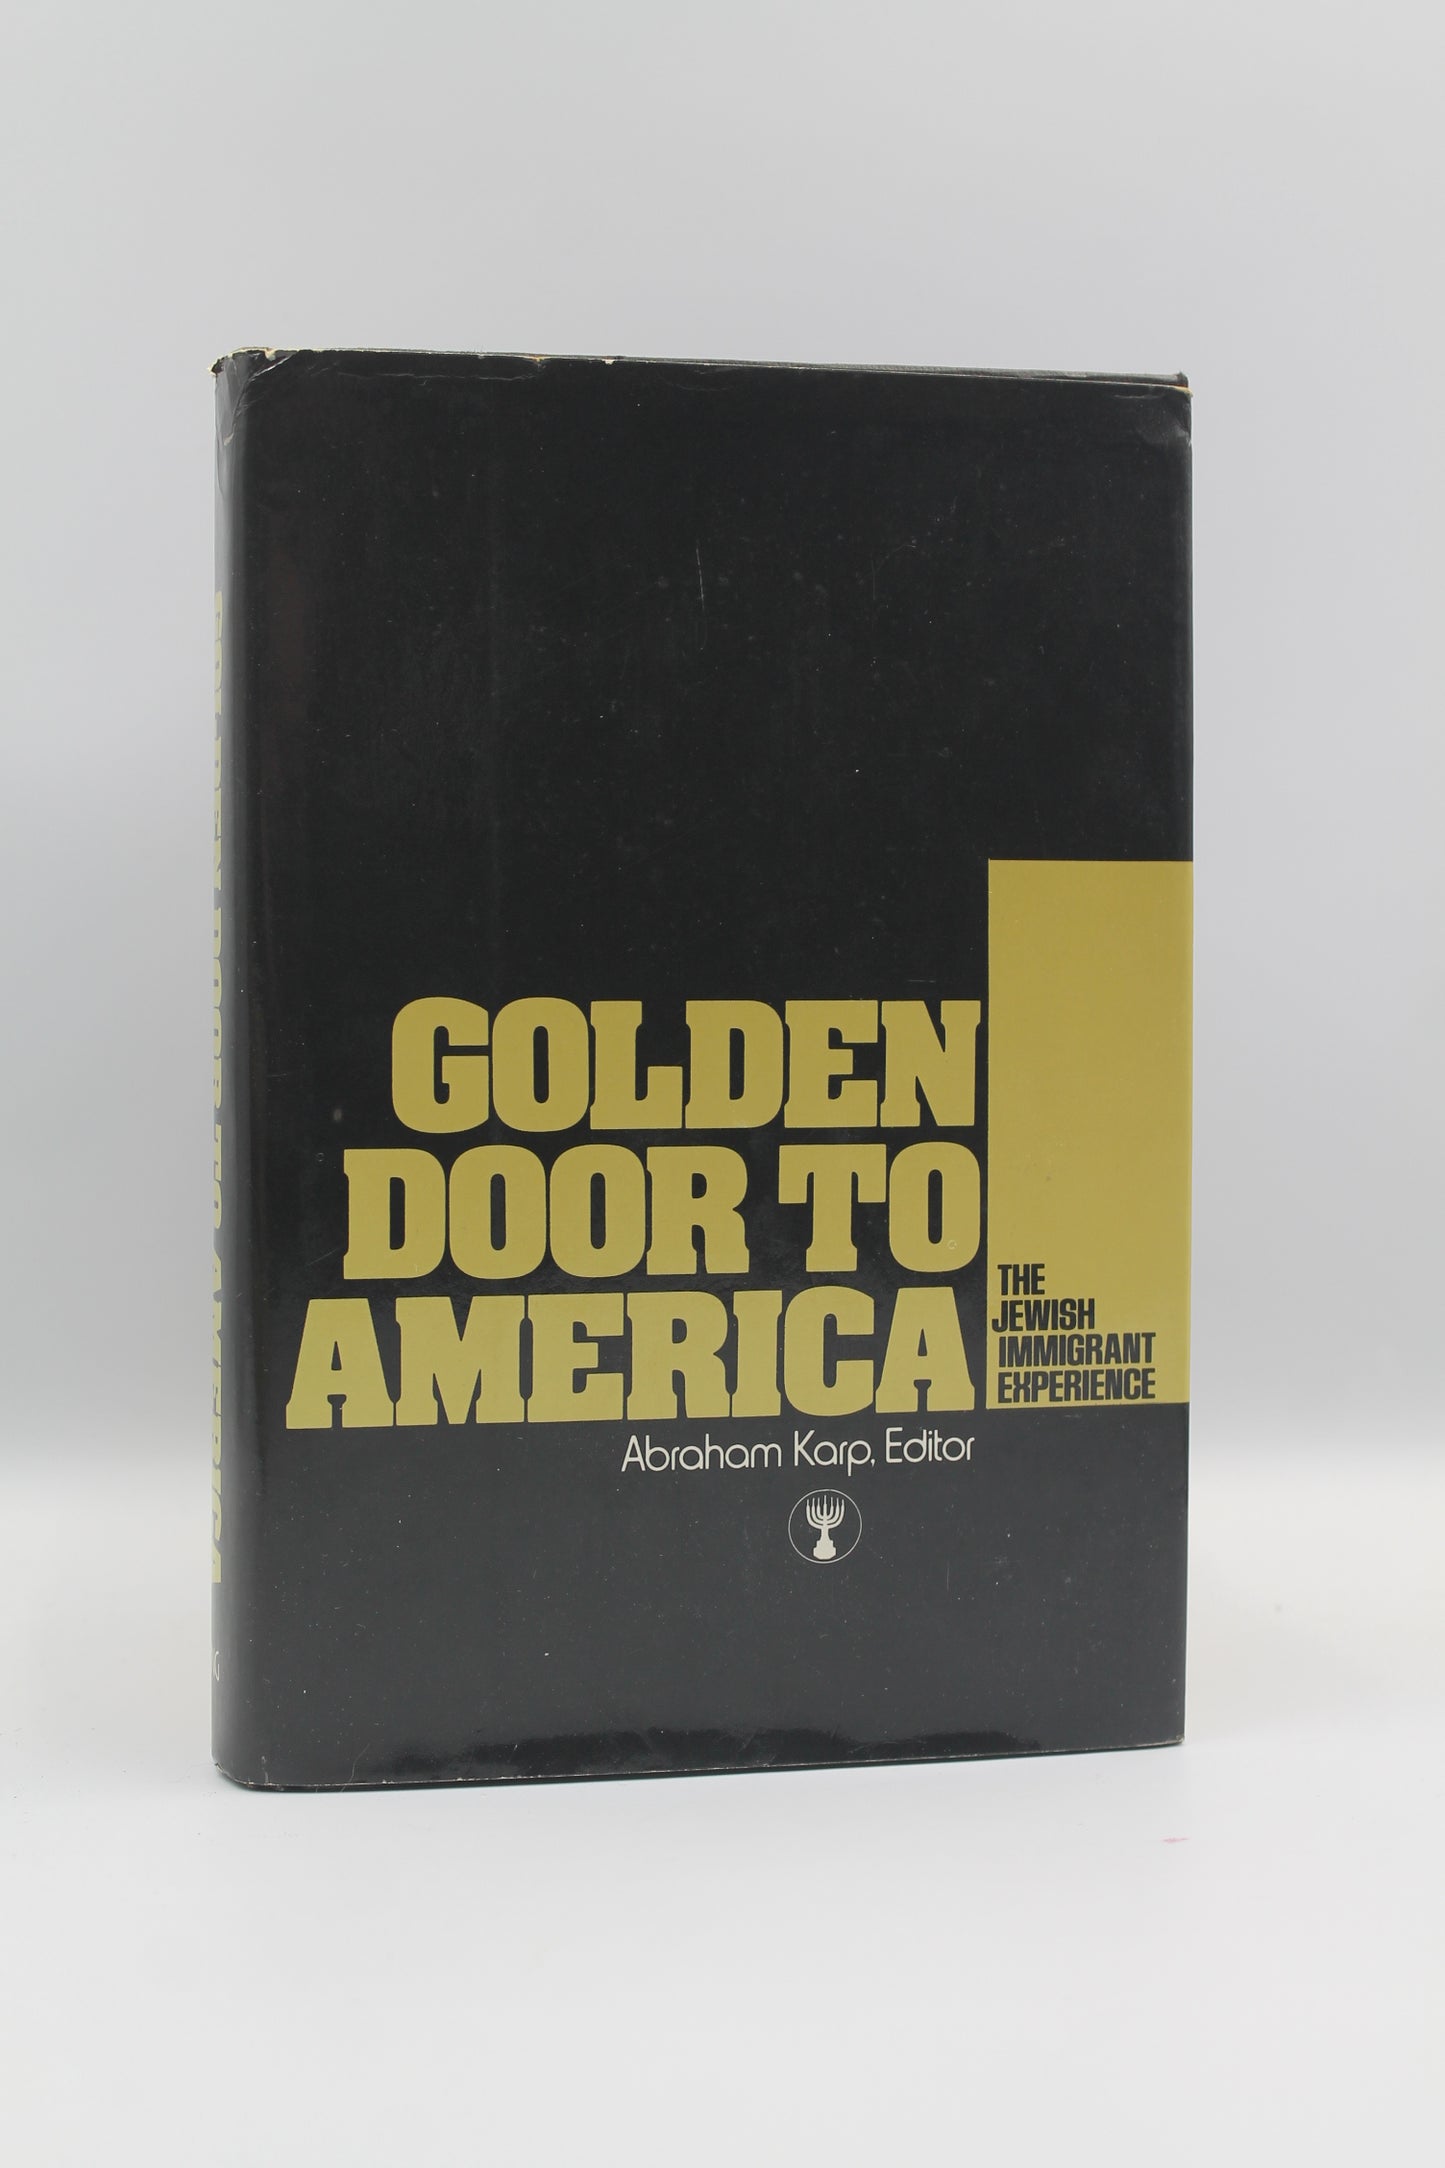 GOLDEN
DOOR TO
AMERICA
THE
JEWISH
IMMIGRANT
EXPERIENCE
Abraham Karp, Editor
GOLDEN DOOR TO AMERICA